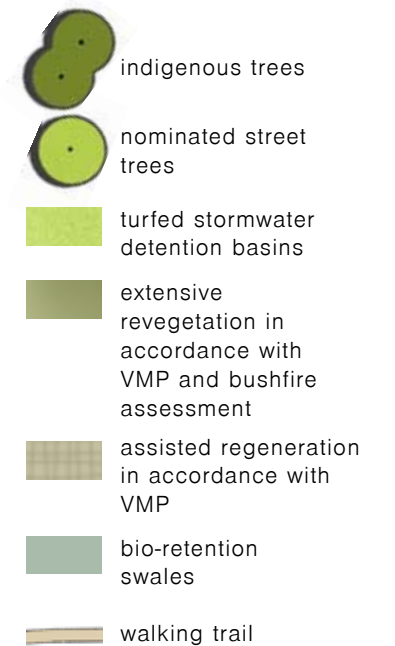 indigenous trees
nominated street
trees
turfed stormwater
detention basins
extensive
revegetation in
accordance with
VMP and bushfire
assessment
assisted regeneration
in accordance with
VMP
bio-retention
swales
walking trail